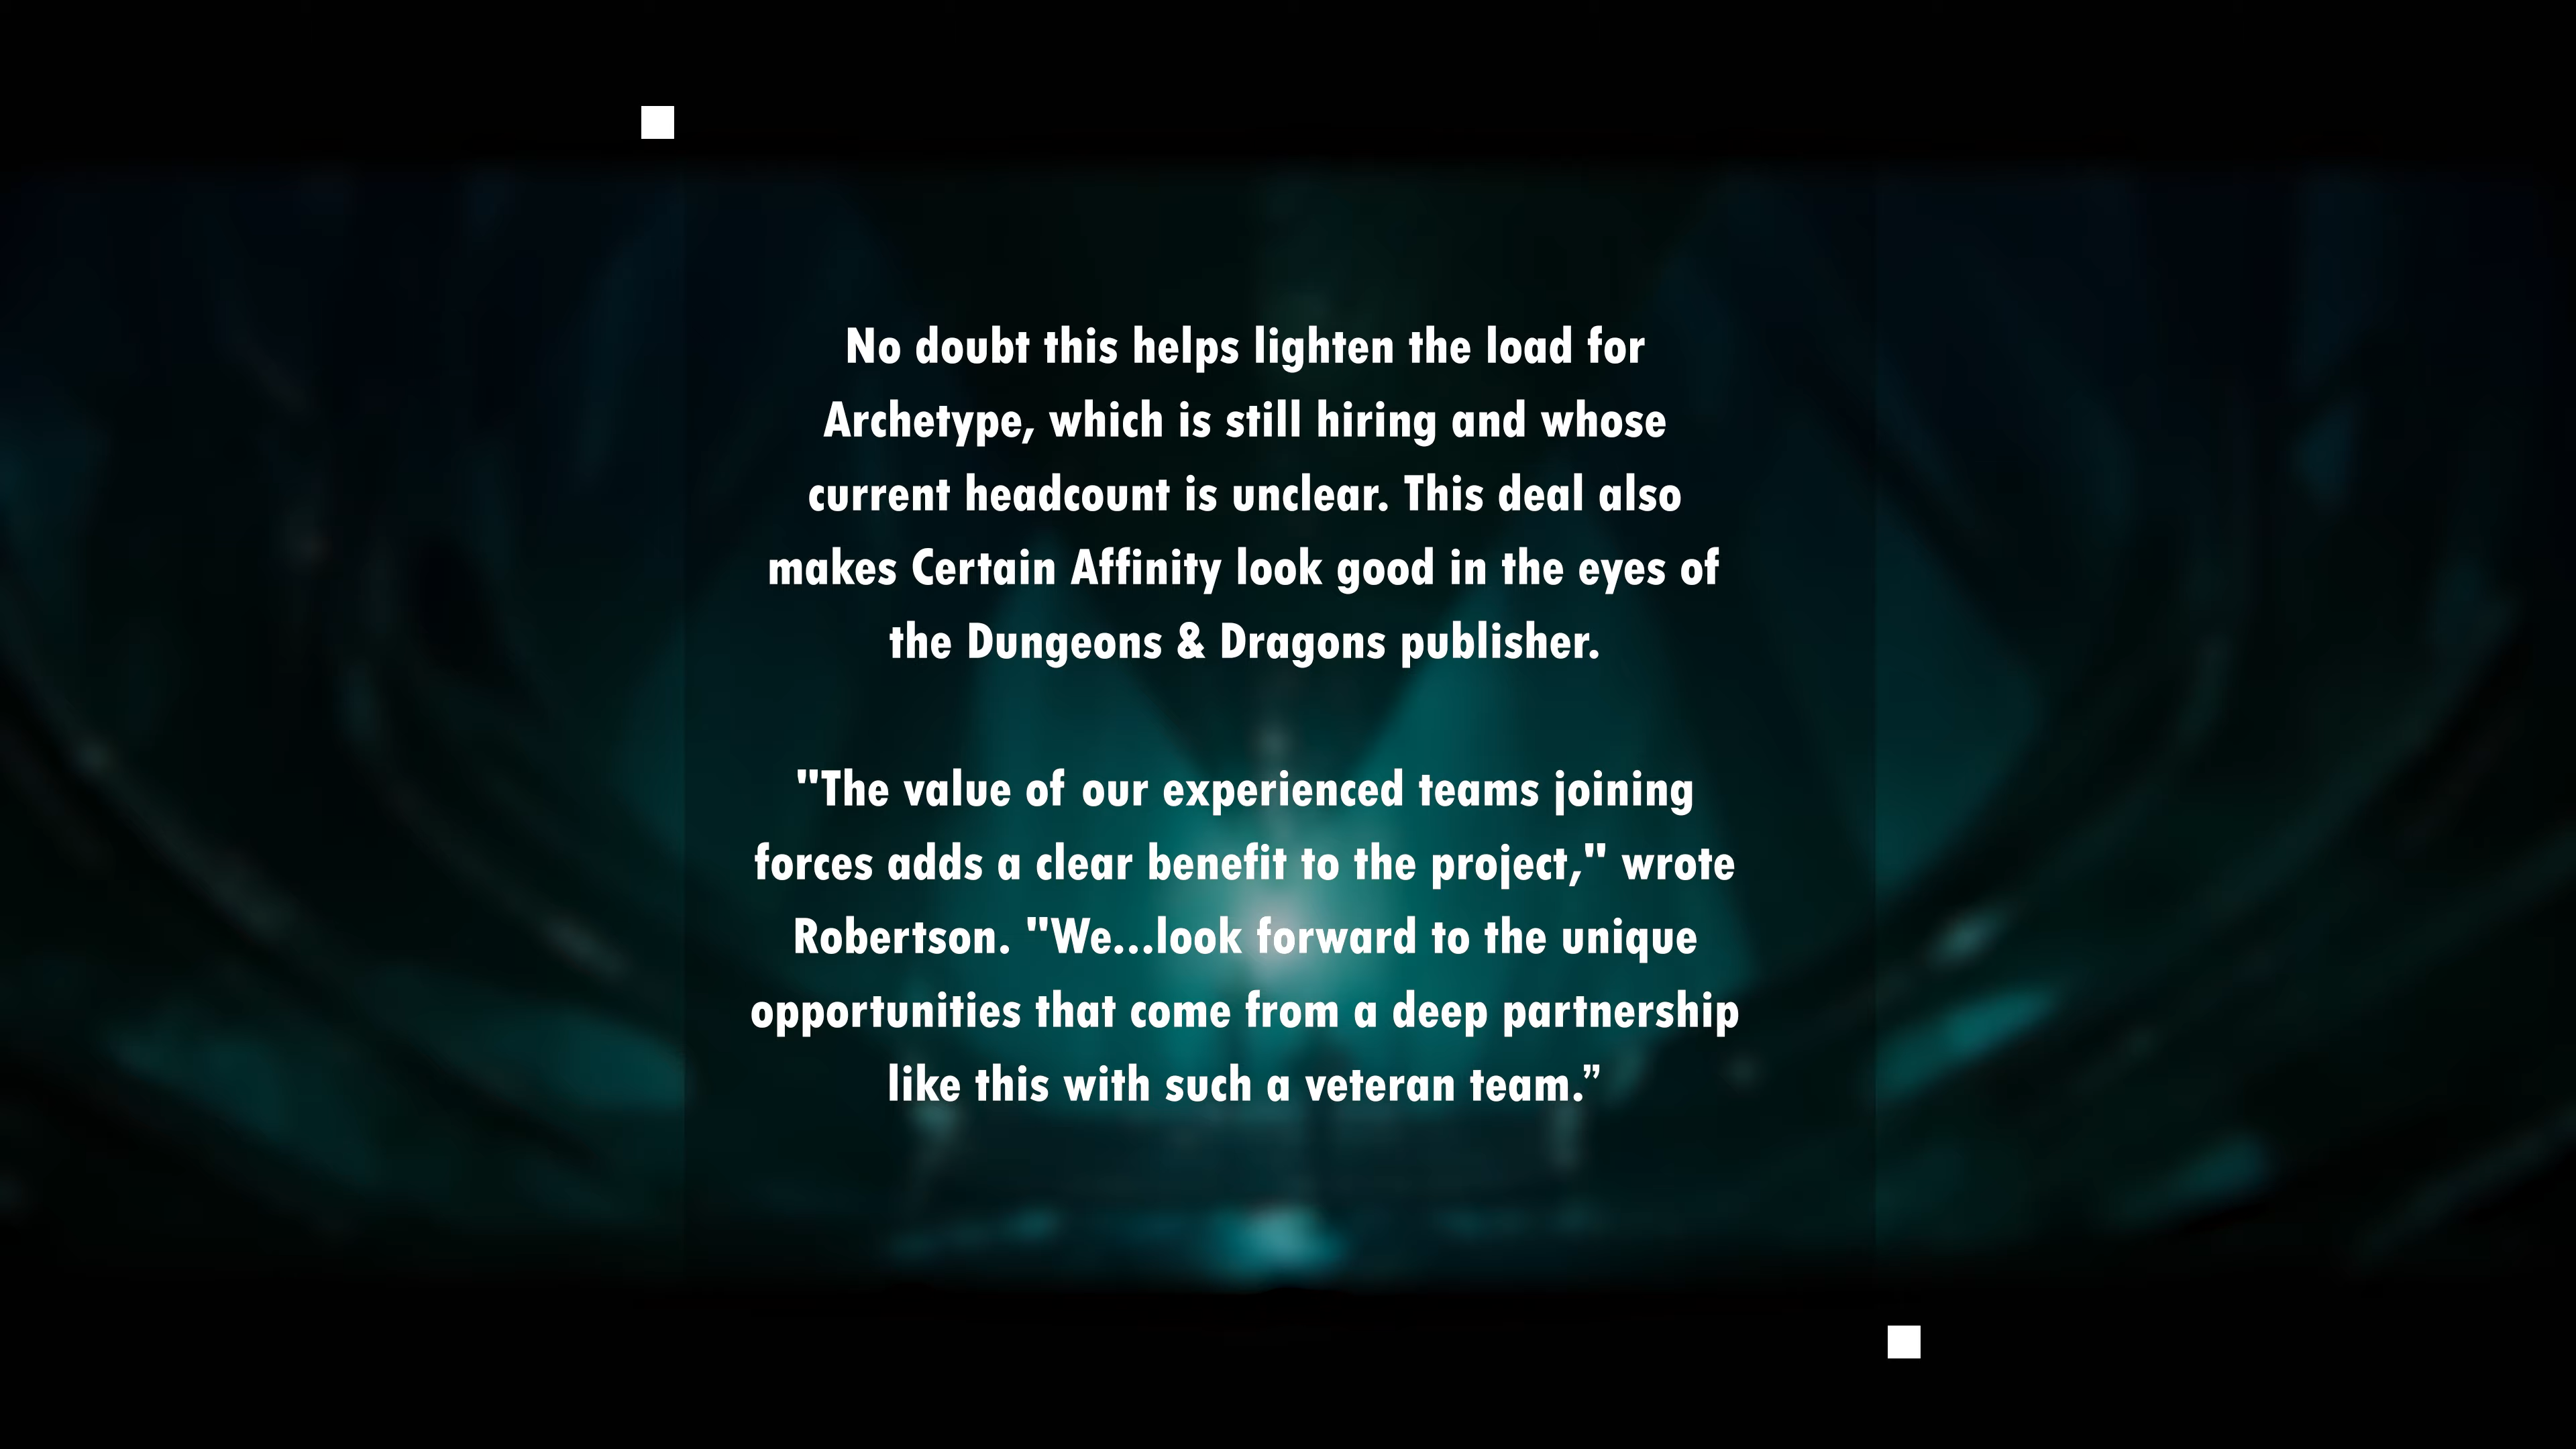 No doubt this helps lighten the load for
Archetype, which is still hiring and whose
current headcount is unclear. This deal also
makes Certain Affinity look good in the eyes of
the Dungeons & Dragons publisher.
"The value of our experienced teams joining
forces adds a clear benefit to the project," wrote
Robertson. "We...look forward to the unique
opportunities that come from a deep partnership
like this with such a veteran team.”